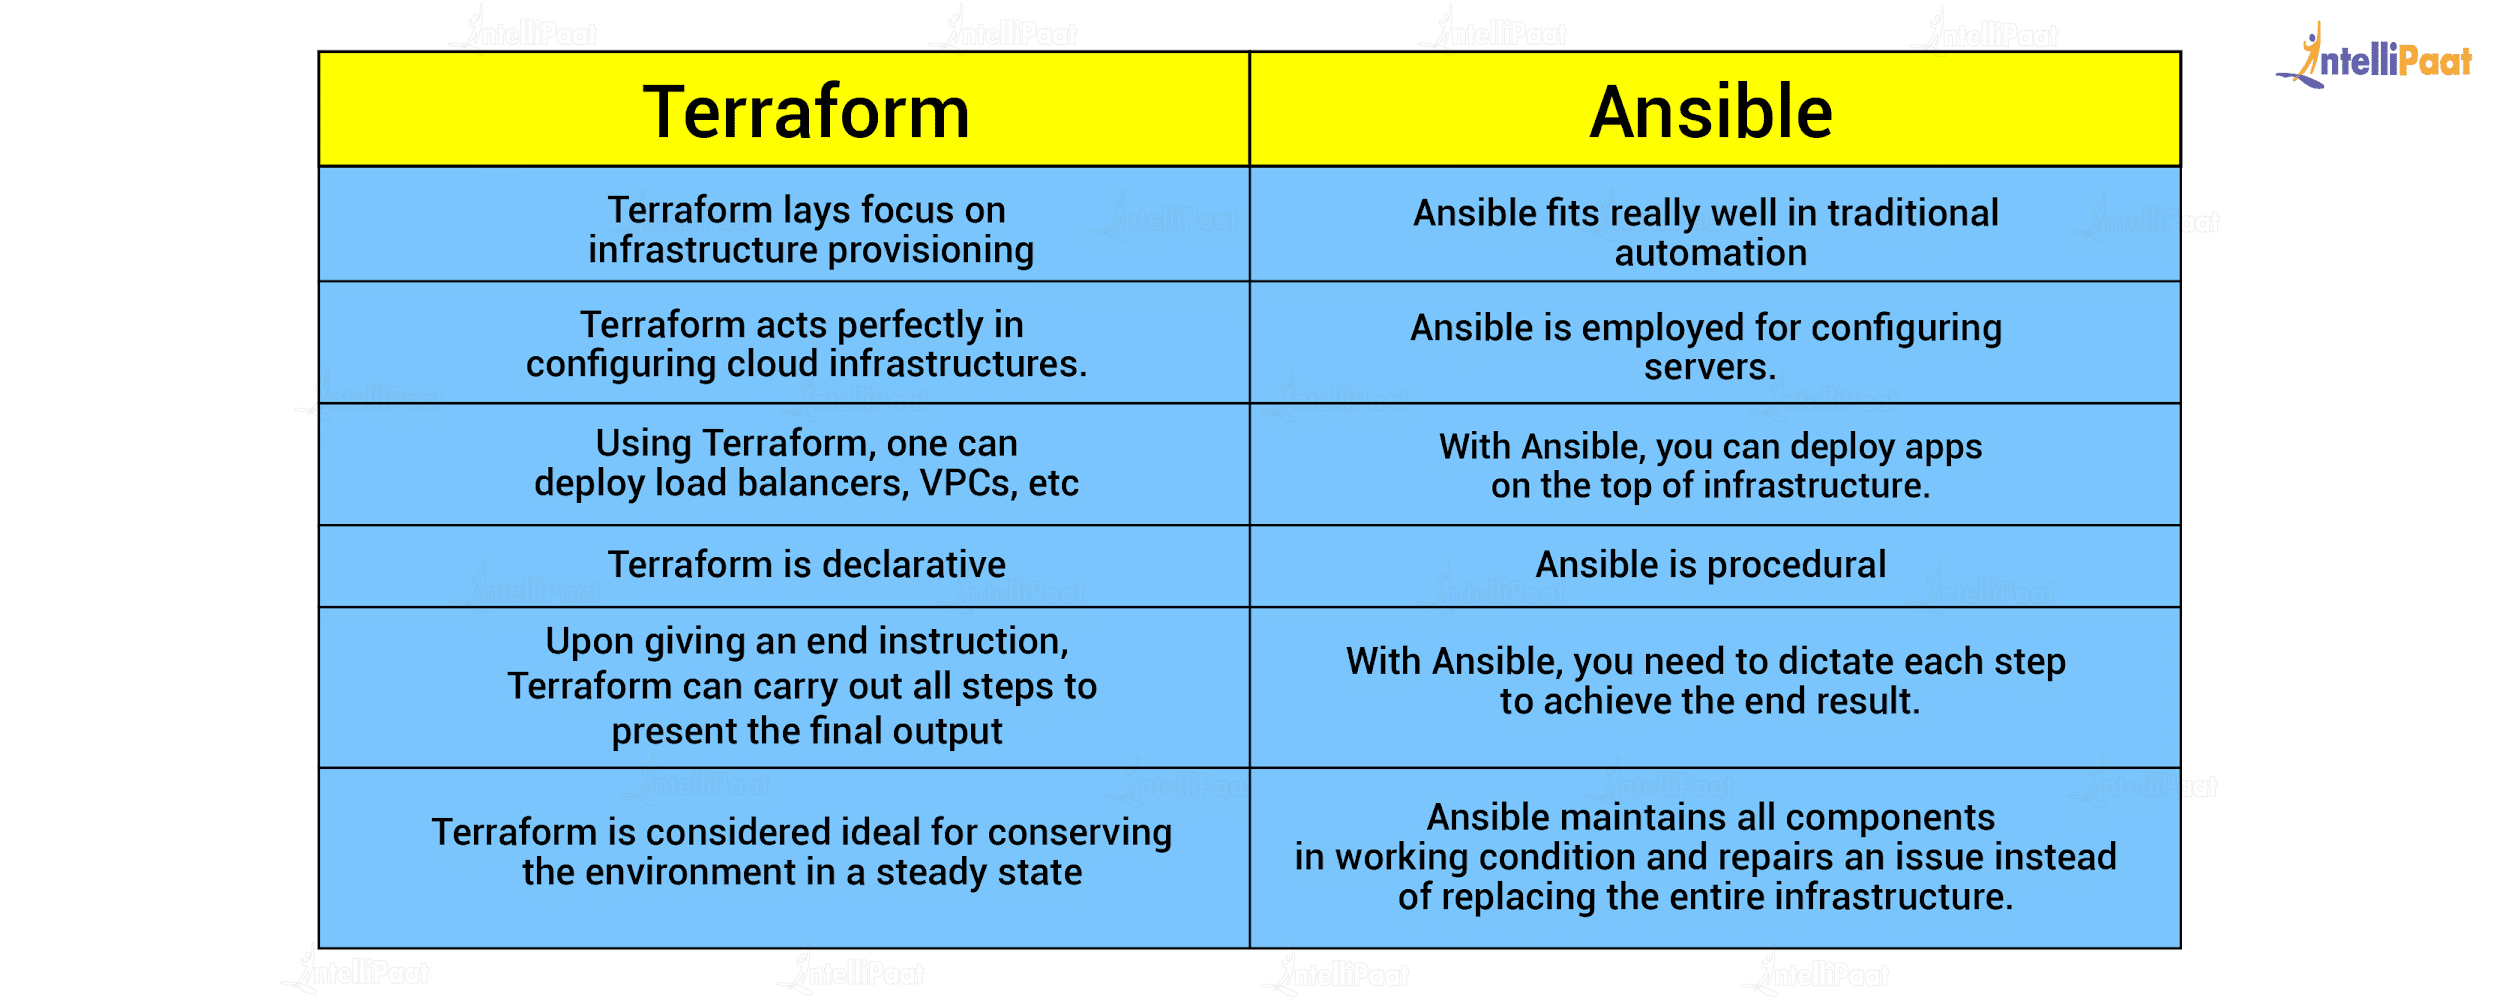 IntelliPaat
Terraform
Ansible
Terraform lays focus on
infrastructure provisioning
Ansible fits really well in traditional
automation
Terraform acts perfectly in
configuring cloud infrastructures.
Ansible is employed for configuring
servers.
Using Terraform, one can
deploy load balancers, VPCs, etc
With Ansible, you can deploy apps
on the top of infrastructure.
Terraform is declarative
Ansible is procedural
Upon giving an end instruction,
Terraform can carry out all steps to
present the final output
With Ansible, you need to dictate each step
to achieve the end result.
Terraform is considered ideal for conserving
the environment in a steady state
Ansible maintains all components
in working condition and repairs an issue instead
of replacing the entire infrastructure.